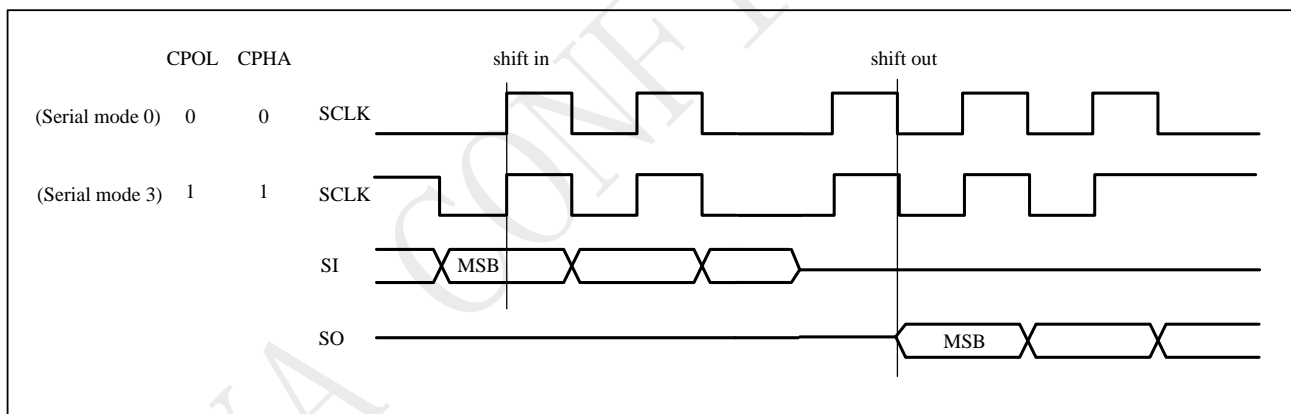 CPOL CPHA shift in shift out
(Serial mode 0) 0 0 SCLK
(Serial mode 3) 1 1 SCLK
SI MSB
SO MSB